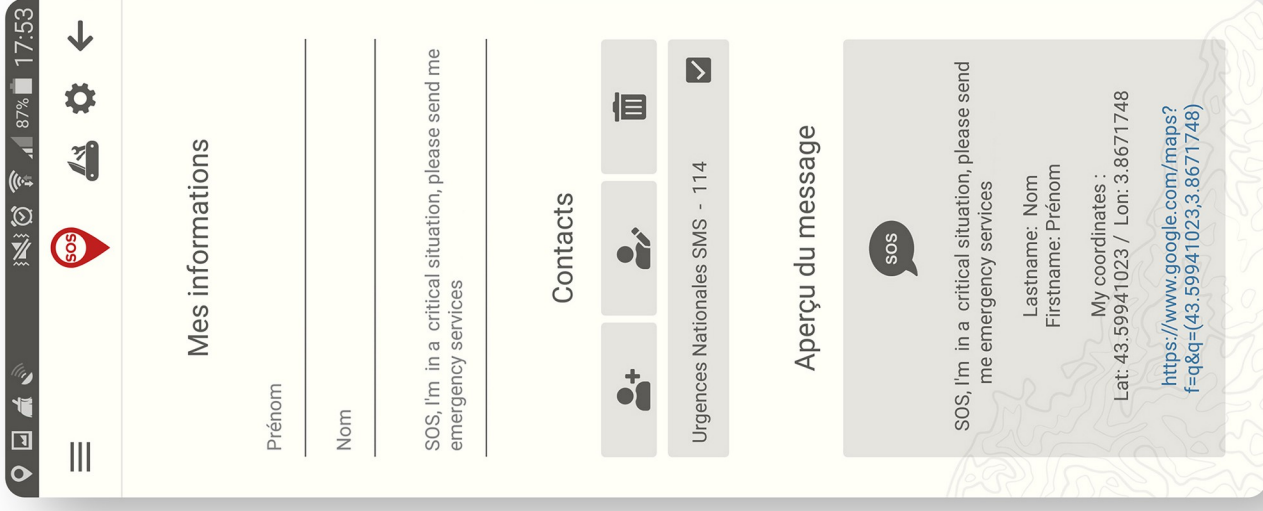 87% 17:53
SOS
Mes informations
Prénom
Nom
SOS, I'm in a critical situation, please send me
emergency services
Contacts
Urgences Nationales SMS - 114
Aperçu du message
SOS
SOS, I'm in a critical situation, please send
me emergency services
Lastname: Nom
Firstname: Prénom
My coordinates :
Lat: 43.59941023 / Lon: 3.8671748
https://www.google.com/maps?
f=q&q=(43.59941023,3.8671748)